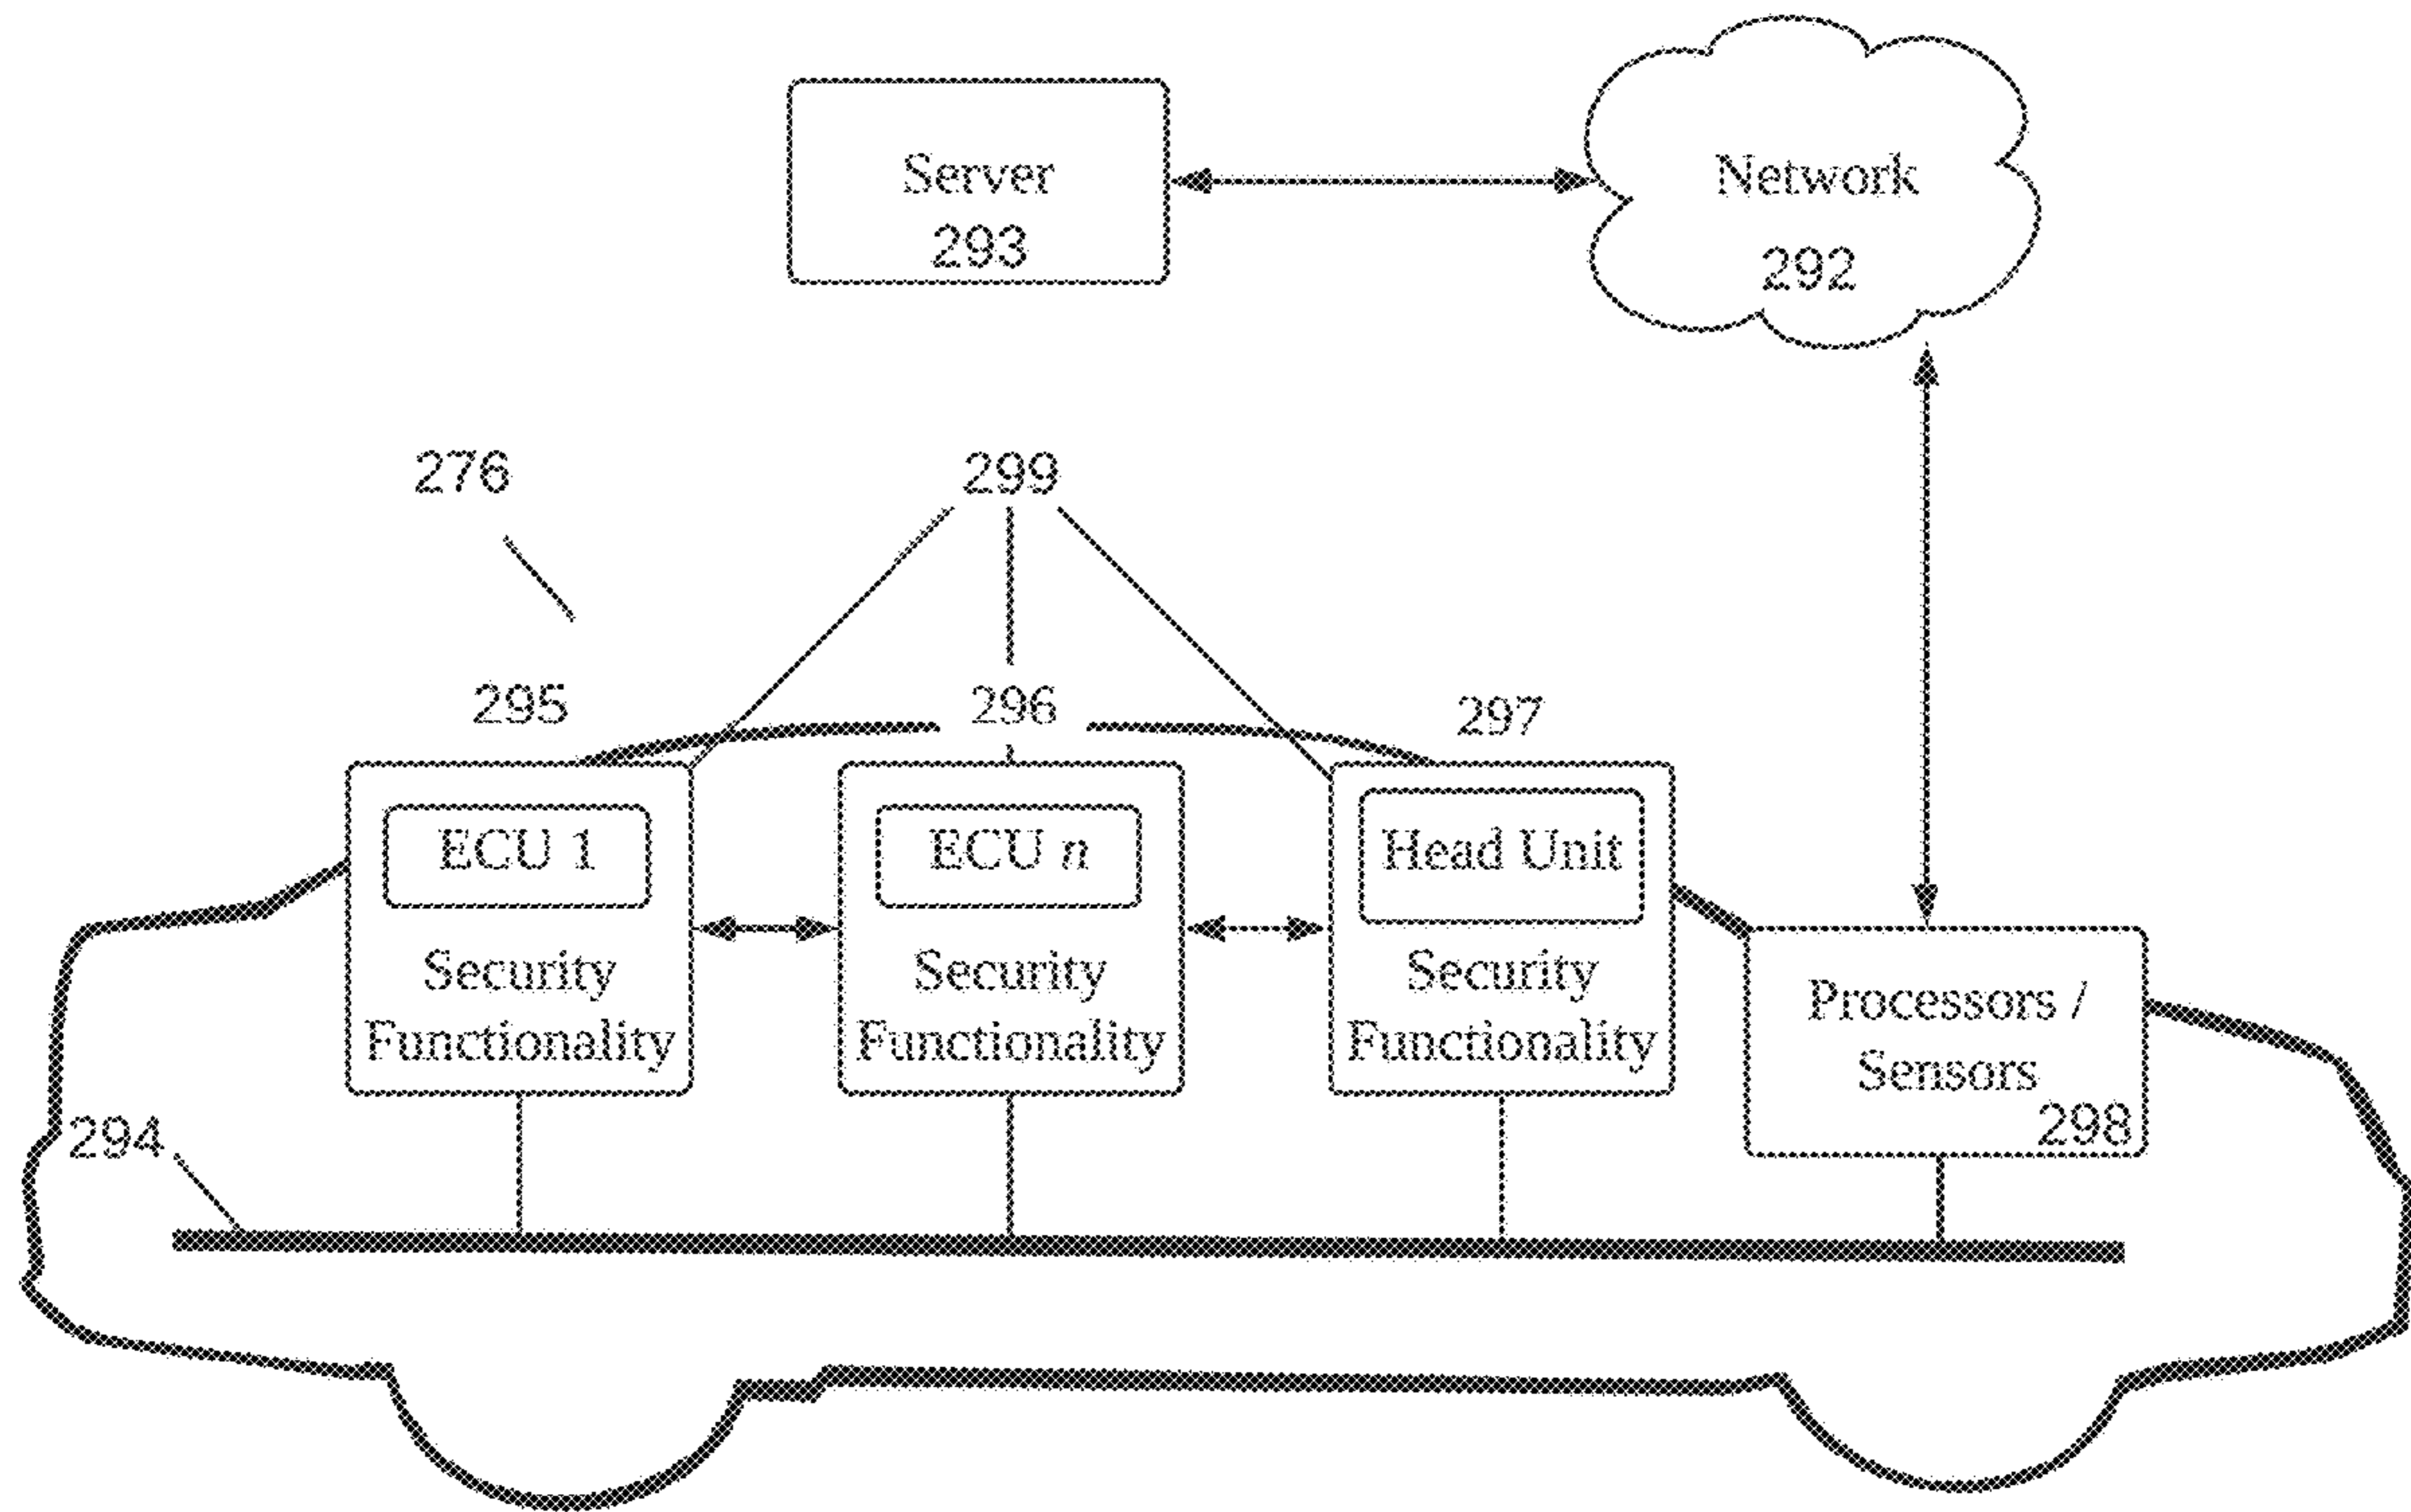 Server
293
Network
292
276
299
295
296
297
ECU 1
Security
Functionality
ECU n
Security
Functionality
Head Unit
Security
Functionality
Processors /
Sensors
298
294